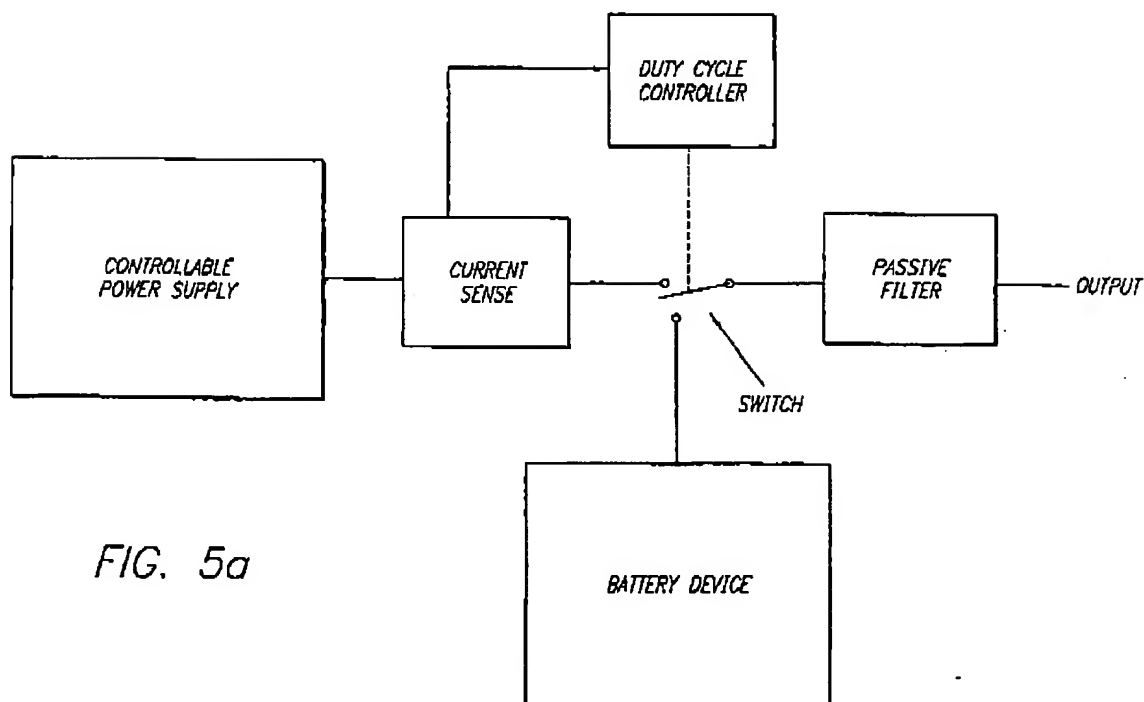 DUTY CYCLE
CONTROLLER
CONTROLLABLE
POWER SUPPLY
CURRENT
SENSE
PASSIVE
FILTER
OUTPUT
SWITCH
FIG. 5a
BATTERY DEVICE